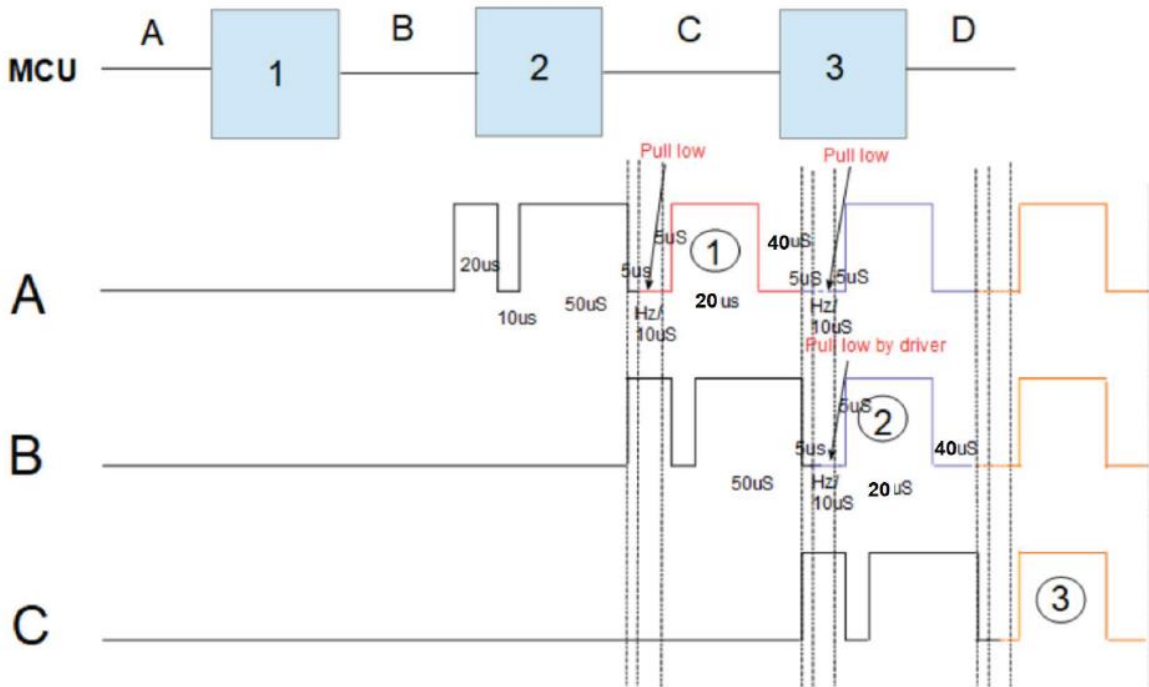 A B C D
MCU 1 2 3
Pull low Pull low
5uS 1 40uS
20us 5us 5uS 5uS
A 50uS 20 us
10us Hz/ Hz/
10uS 10uS
Pull low by driver
5uS 2
B 5us 40uS
50uS Hz/ 20 uS
10uS
C 3